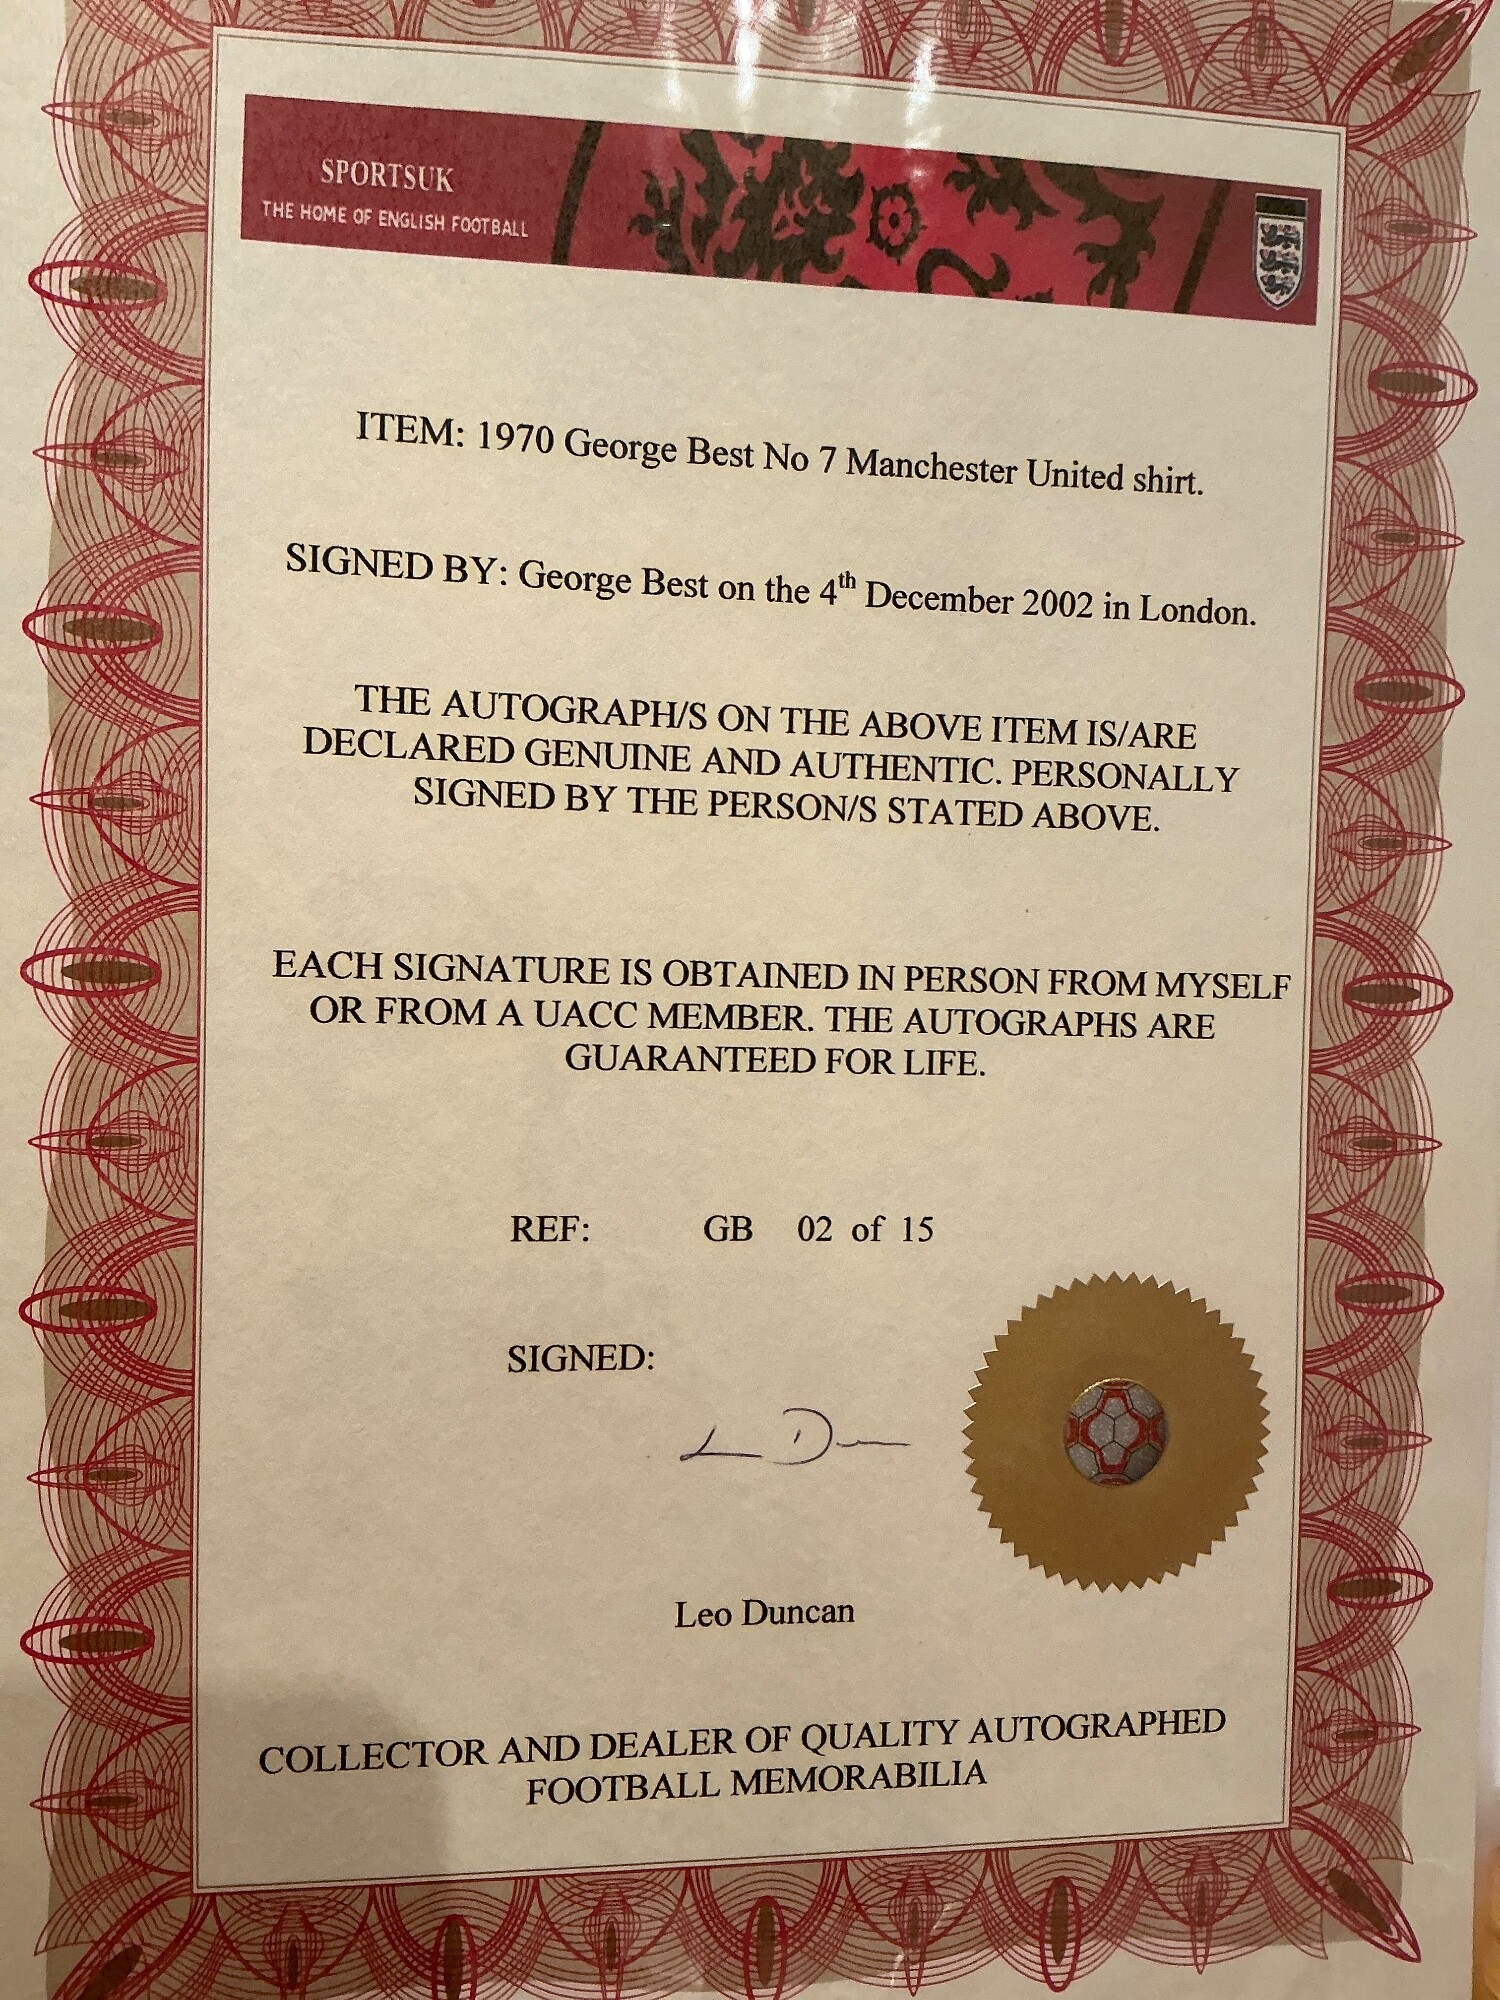 SPORTSUK
THE HOME OF ENGLISH FOOTBALL
ITEM: 1970 George Best No 7 Manchester United shirt.
SIGNED BY: George Best on the 4th December 2002 in London.
THE AUTOGRAPH/S ON THE ABOVE ITEM IS/ARE
DECLARED GENUINE AND AUTHENTIC. PERSONALLY
SIGNED BY THE PERSON/S STATED ABOVE.
EACH SIGNATURE IS OBTAINED IN PERSON FROM MYSELF
OR FROM A UACC MEMBER. THE AUTOGRAPHS ARE
GUARANTEED FOR LIFE.
REF: GB 02 of 15
SIGNED:
Leo Duncan
COLLECTOR AND DEALER OF QUALITY AUTOGRAPHED
FOOTBALL MEMORABILIA